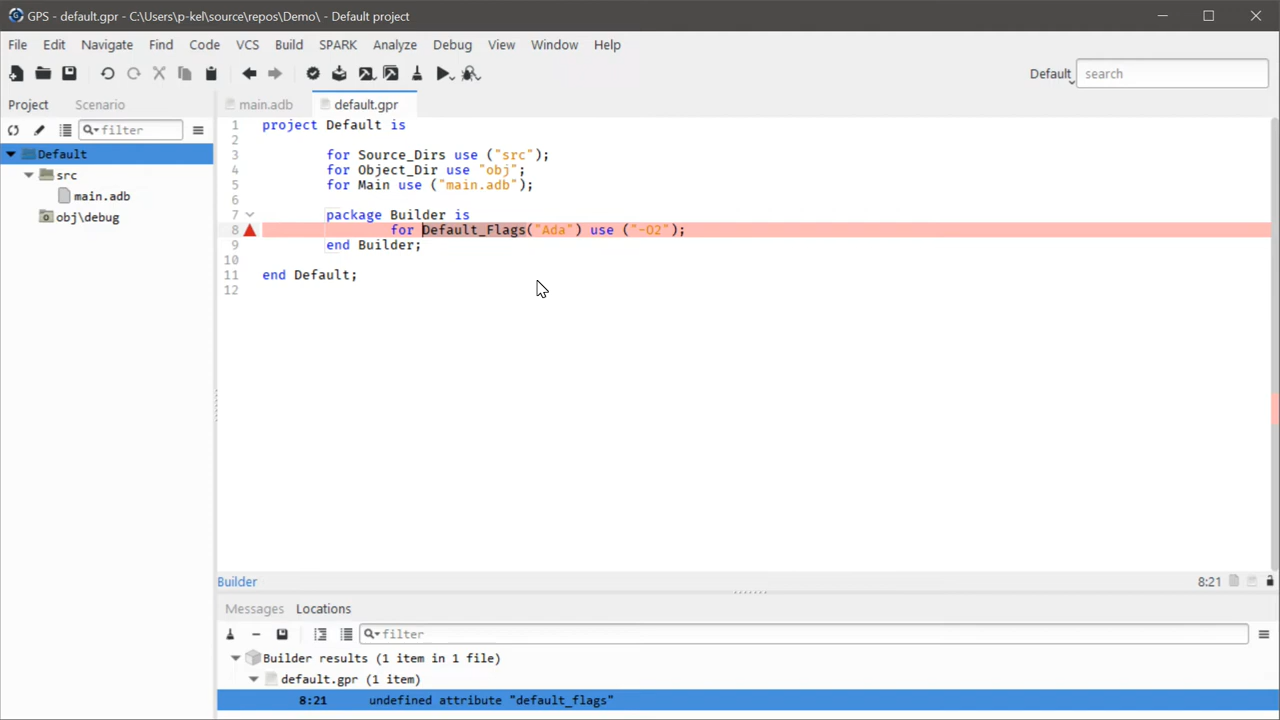 GPS - default.gpr - C:\Users\p-kel\source\repos\Demo\ - Default project
File Edit Navigate Find Code VCS Build SPARK Analyze Debug View Window Help
Default search
Project Scenario
filter
Default
src
main.adb
obj\debug
main.adb default.gpr
1 project Default is
2
3 for Source_Dirs use ("src");
4 for Object_Dir use "obj";
5 for Main use ("main.adb");
6
7 package Builder is
8 for Default_Flags("Ada") use ("-O2");
9 end Builder;
10
11 end Default;
12
Builder 8:21
Messages Locations
filter
Builder results (1 item in 1 file)
default.gpr (1 item)
8:21 undefined attribute "default_flags"